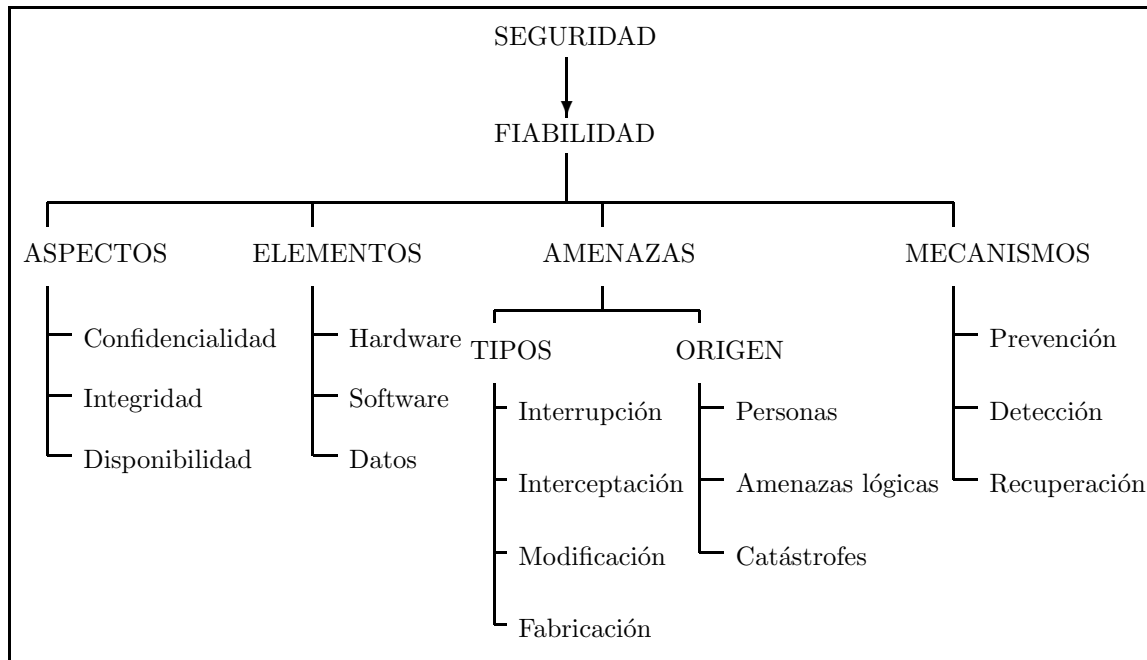 SEGURIDAD
FIABILIDAD
ASPECTOS
ELEMENTOS
AMENAZAS
MECANISMOS
Confidencialidad
Integridad
Disponibilidad
Hardware
Software
Datos
TIPOS
Interrupción
Interceptación
Modificación
Fabricación
ORIGEN
Personas
Amenazas lógicas
Catástrofes
Prevención
Detección
Recuperación